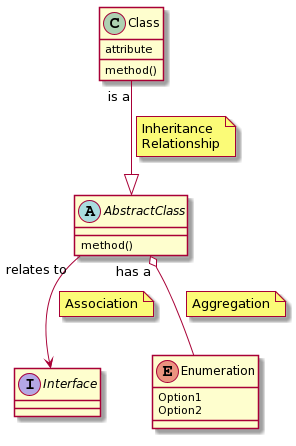 C Class
attribute
method()
is a
Inheritance
Relationship
A AbstractClass
method()
relates to
has a
Association
Aggregation
I Interface
E Enumeration
Option1
Option2